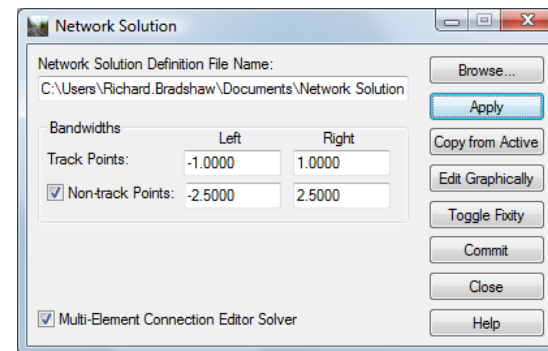 Network Solution
Network Solution Definition File Name:
C:\Users\Richard.Bradshaw\Documents\Network Solution
Browse...
Apply
Bandwidths
Left Right
Copy from Active
Track Points: -1.0000 1.0000
Edit Graphically
Non-track Points: -2.5000 2.5000
Toggle Fixity
Commit
Close
Multi-Element Connection Editor Solver
Help